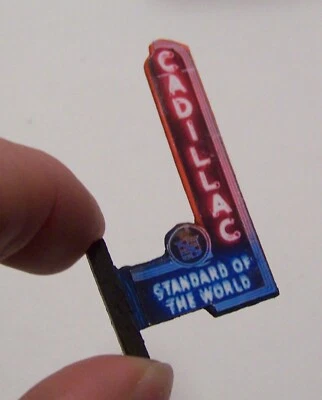 CADILLAC
STANDARD OF
THE WORLD